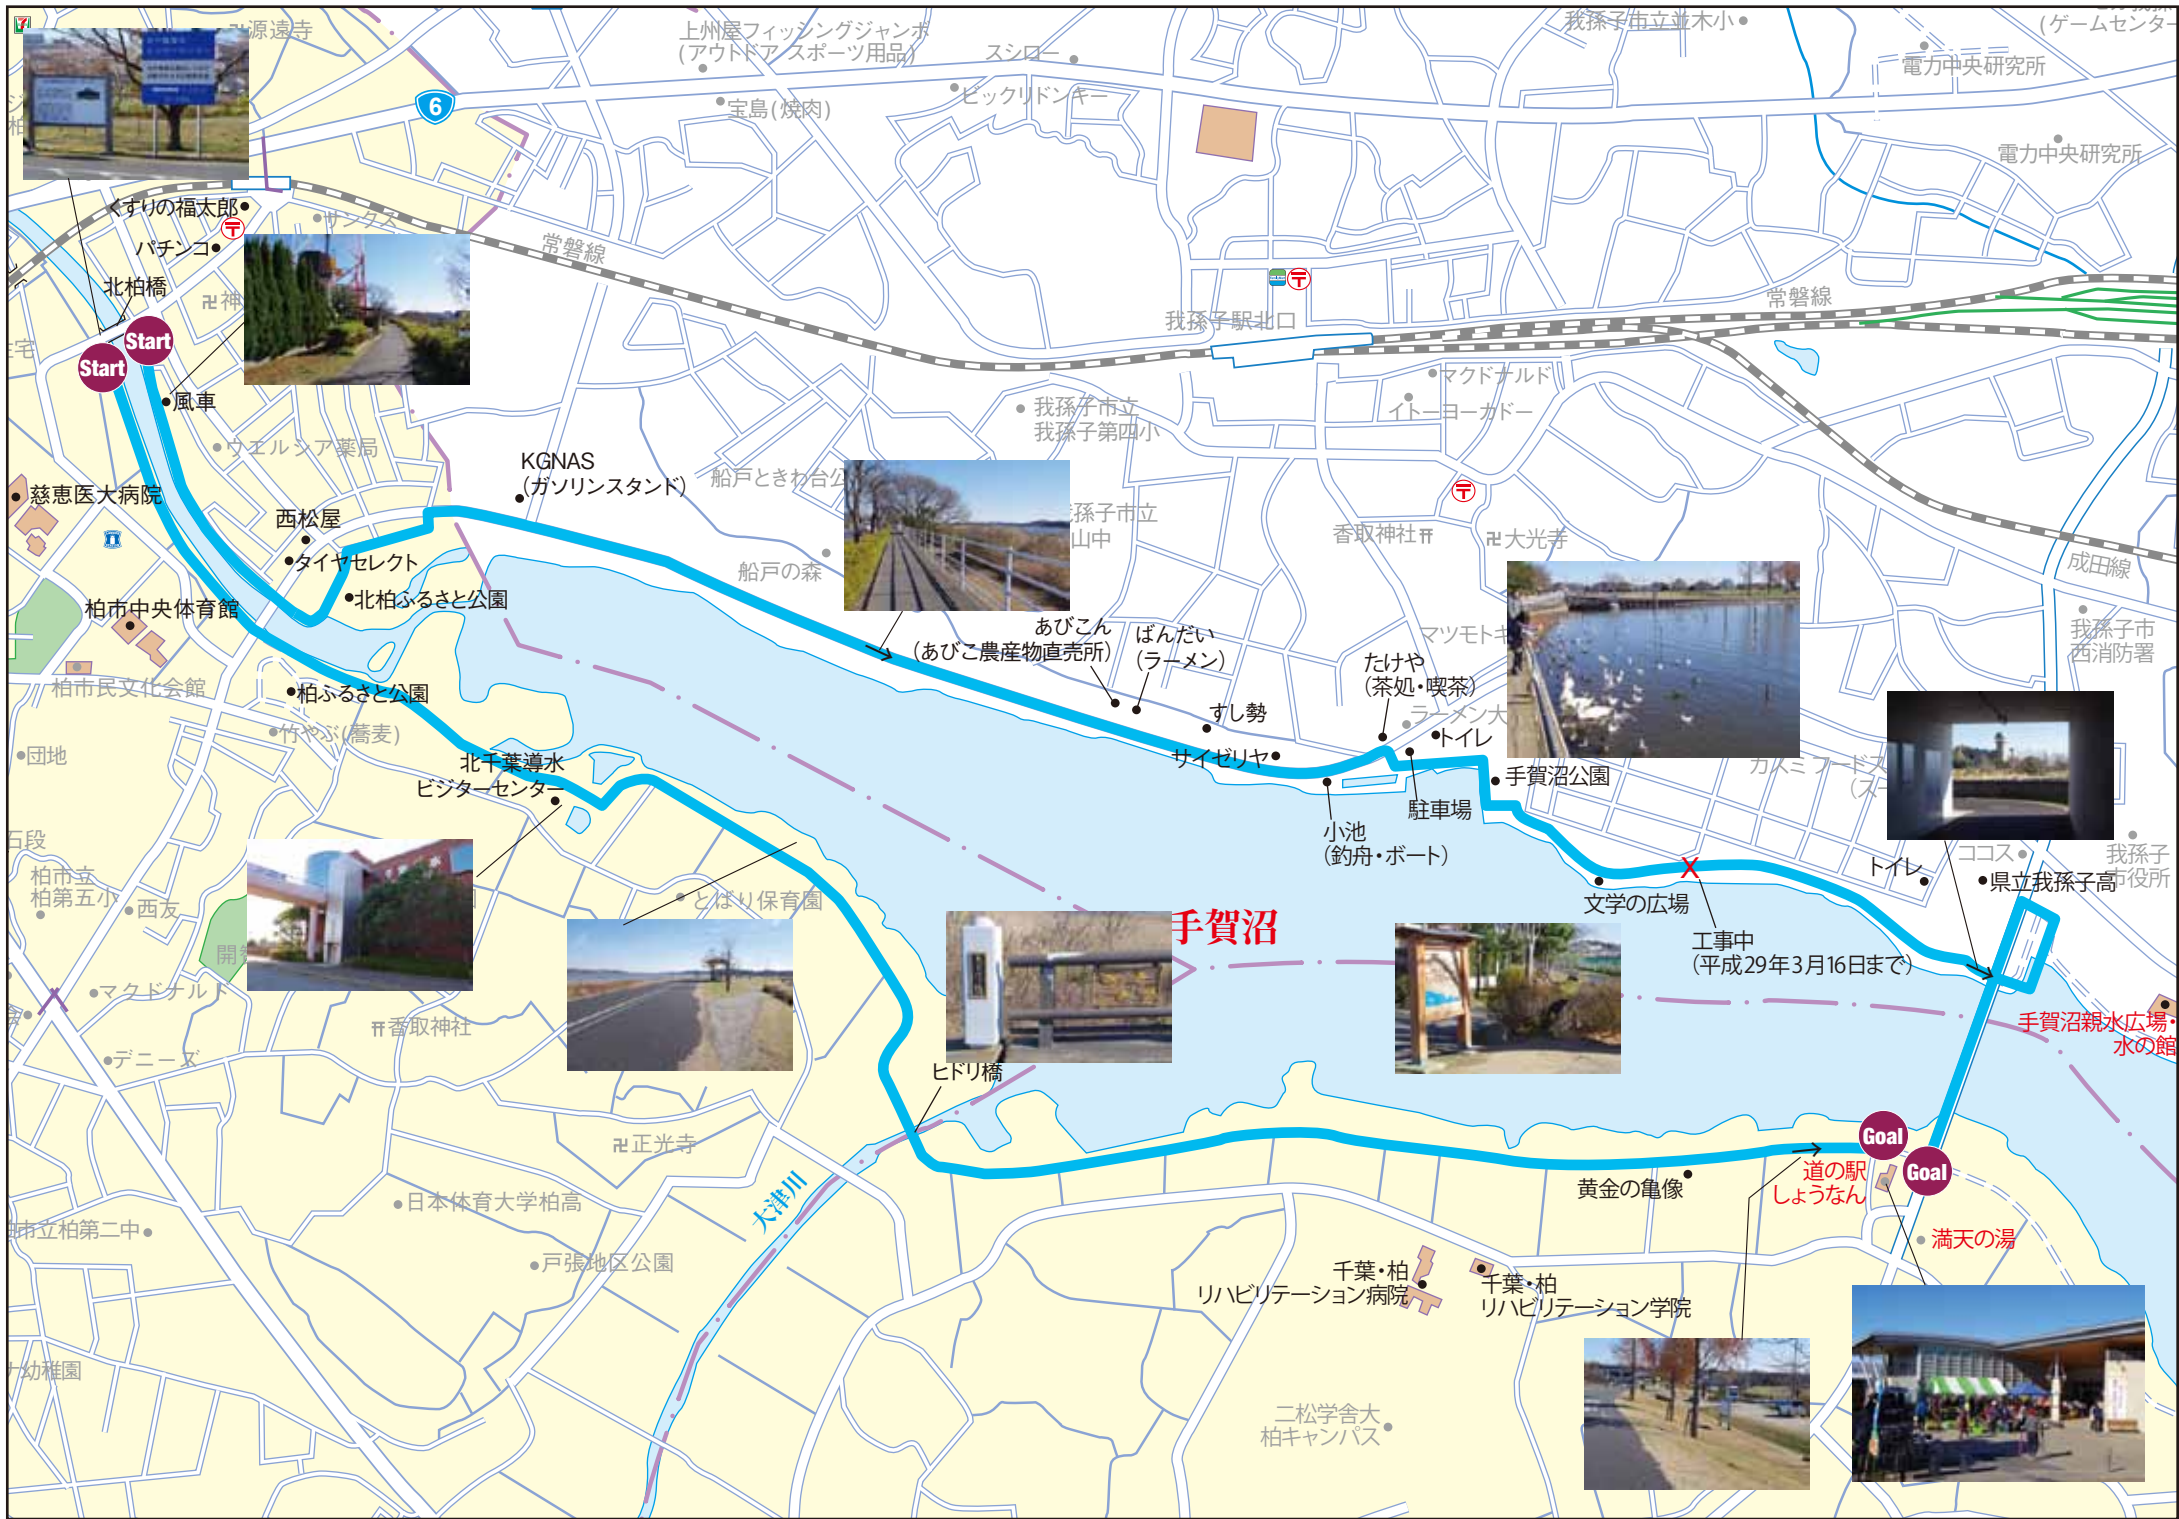 源遠寺
上州屋フィッシングジャンボ
(アウトドア・スポーツ用品)
スシロー
我孫子市立並木小
(ゲームセンター
電力中央研究所
6
宝島(焼肉)
ビックリドンキー
電力中央研究所
くすりの福太郎
サンクス
パチンコ
常磐線
北柏橋
神
常磐線
我孫子駅北口
Start
Start
宅
風車
マクドナルド
イトーヨーカドー
我孫子市立
我孫子第四小
ウエルシア薬局
KGNAS
(ガソリンスタンド)
船戸ときわ台公
慈恵医大病院
西松屋
孫子市立
山中
香取神社
大光寺
タイヤセレクト
船戸の森
成田線
北柏ふるさと公園
柏市中央体育館
あびこん
(あびこ農産物直売所)
ばんだい
(ラーメン)
マツモトキ
我孫子市
西消防署
たけや
(茶処・喫茶)
柏市民文化会館
柏ふるさと公園
すし勢
ラーメン大
トイレ
竹やぶ(蕎麦)
団地
北千葉導水
ビジターセンター
サイゼリヤ
手賀沼公園
カスミフードス
(スー
駐車場
小池
(釣舟・ボート)
石段
柏市立
柏第五小
西友
とばり保育園
トイレ
ココス
我孫子
市役所
県立我孫子高
文学の広場
手賀沼
開智
工事中
(平成29年3月16日まで)
マクドナルド
香取神社
手賀沼親水広場・
水の館
デニーズ
ヒドリ橋
正光寺
Goal
Goal
道の駅
しょうなん
黄金の亀像
日本体育大学柏高
大津川
柏市立柏第二中
満天の湯
戸張地区公園
千葉・柏
リハビリテーション病院
千葉・柏
リハビリテーション学院
ナ幼稚園
二松学舎大
柏キャンパス